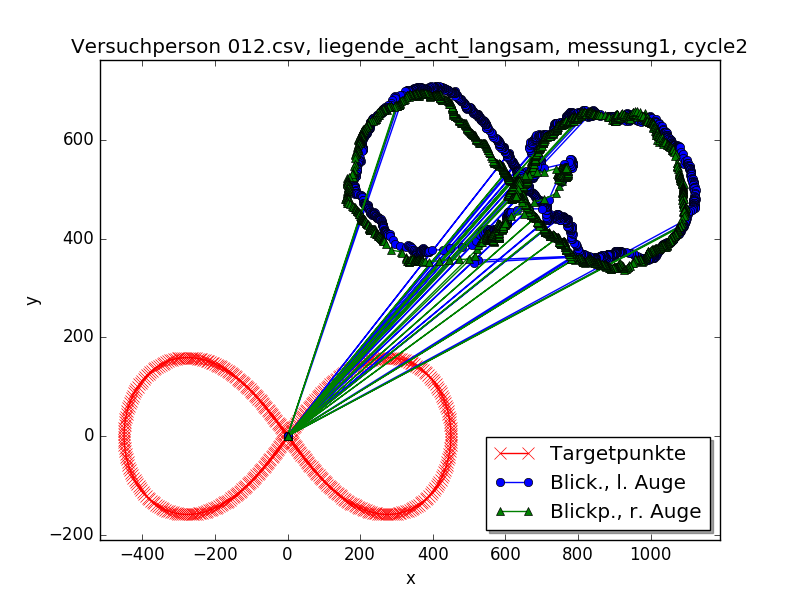 Versuchperson 012.csv, liegende_acht_langsam, messung1, cycle2
y
600
400
200
0
−200
−400
−200
0
200
400
600
800
1000
x
Targetpunkte
Blick., l. Auge
Blickp., r. Auge